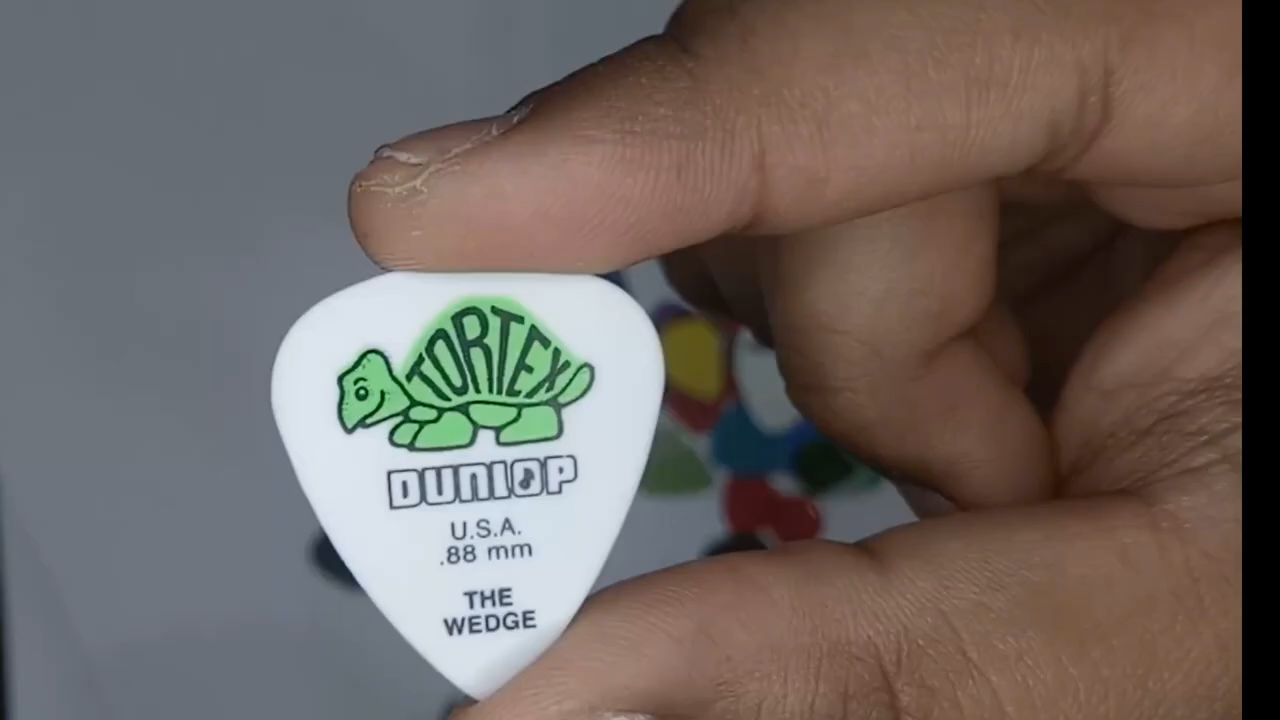 TORTEX
DUNLOP
U.S.A.
.88 mm
THE
WEDGE